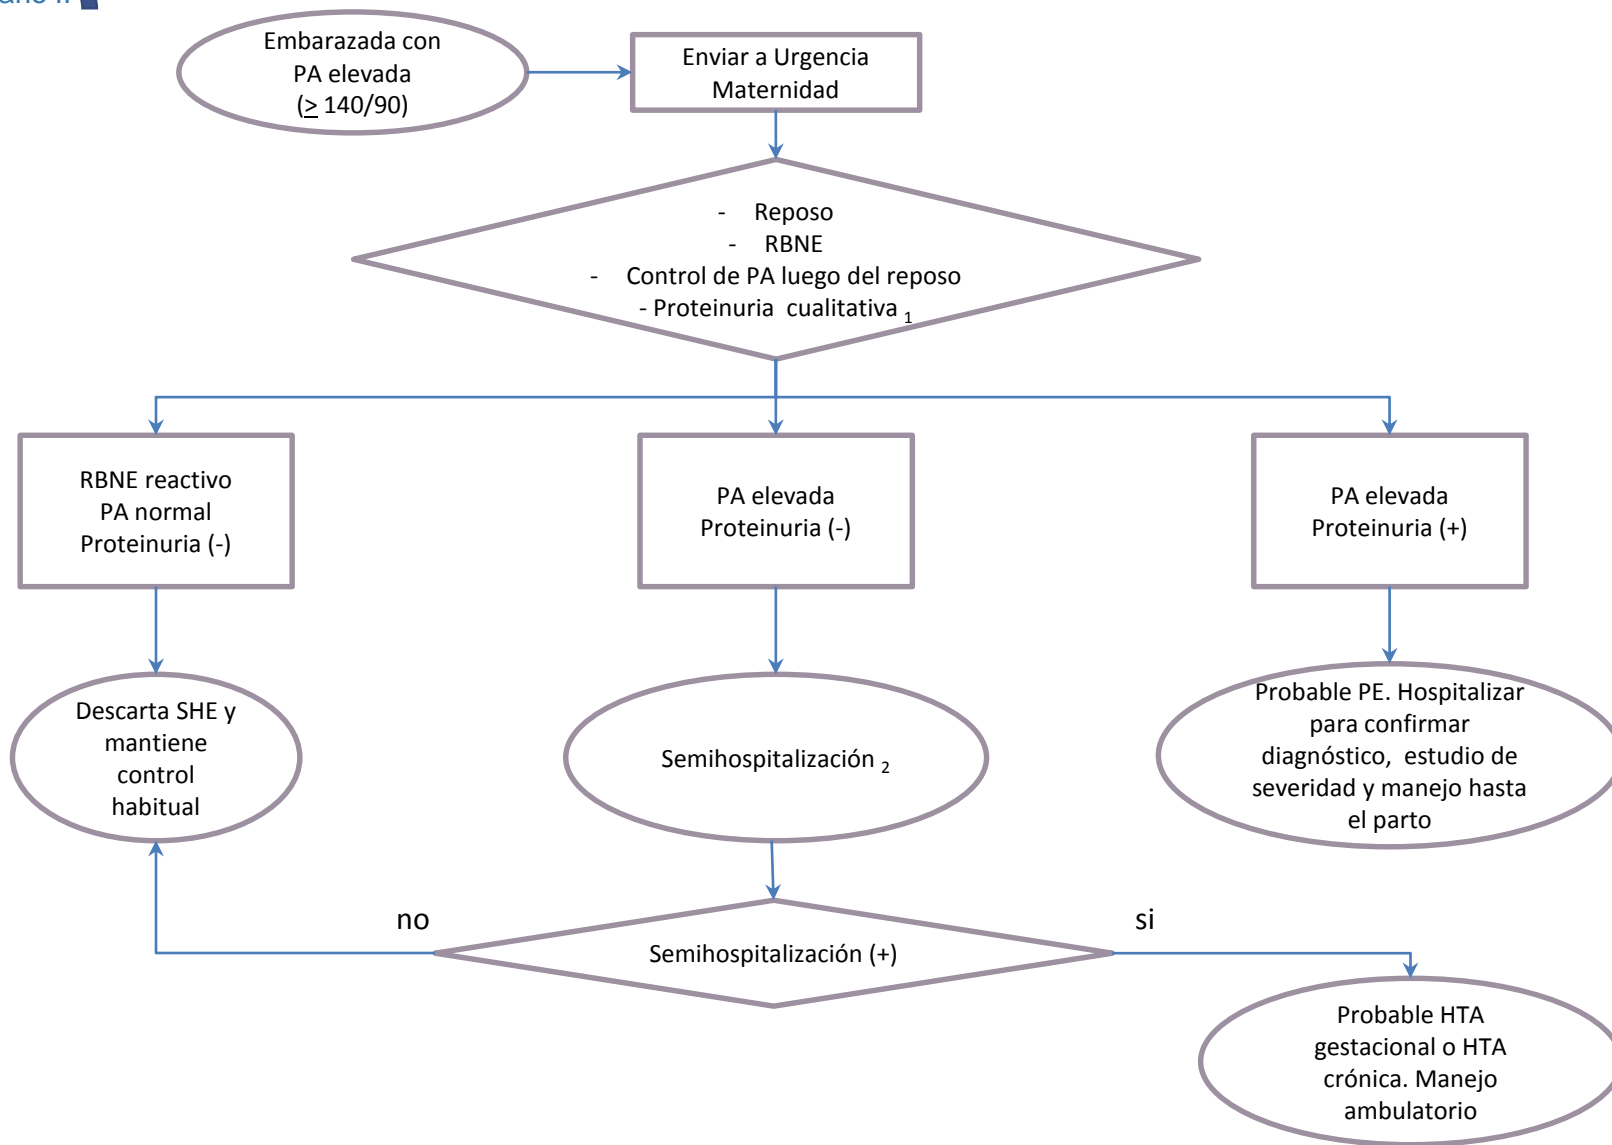 Embarazada con
PA elevada
(≥ 140/90)
Enviar a Urgencia
Maternidad
- Reposo
- RBNE
- Control de PA luego del reposo
- Proteinuria cualitativa 1
RBNE reactivo
PA normal
Proteinuria (-)
PA elevada
Proteinuria (-)
PA elevada
Proteinuria (+)
Descarta SHE y
mantiene
control
habitual
Semihospitalización 2
Probable PE. Hospitalizar
para confirmar
diagnóstico, estudio de
severidad y manejo hasta
el parto
no
Semihospitalización (+)
si
Probable HTA
gestacional o HTA
crónica. Manejo
ambulatorio